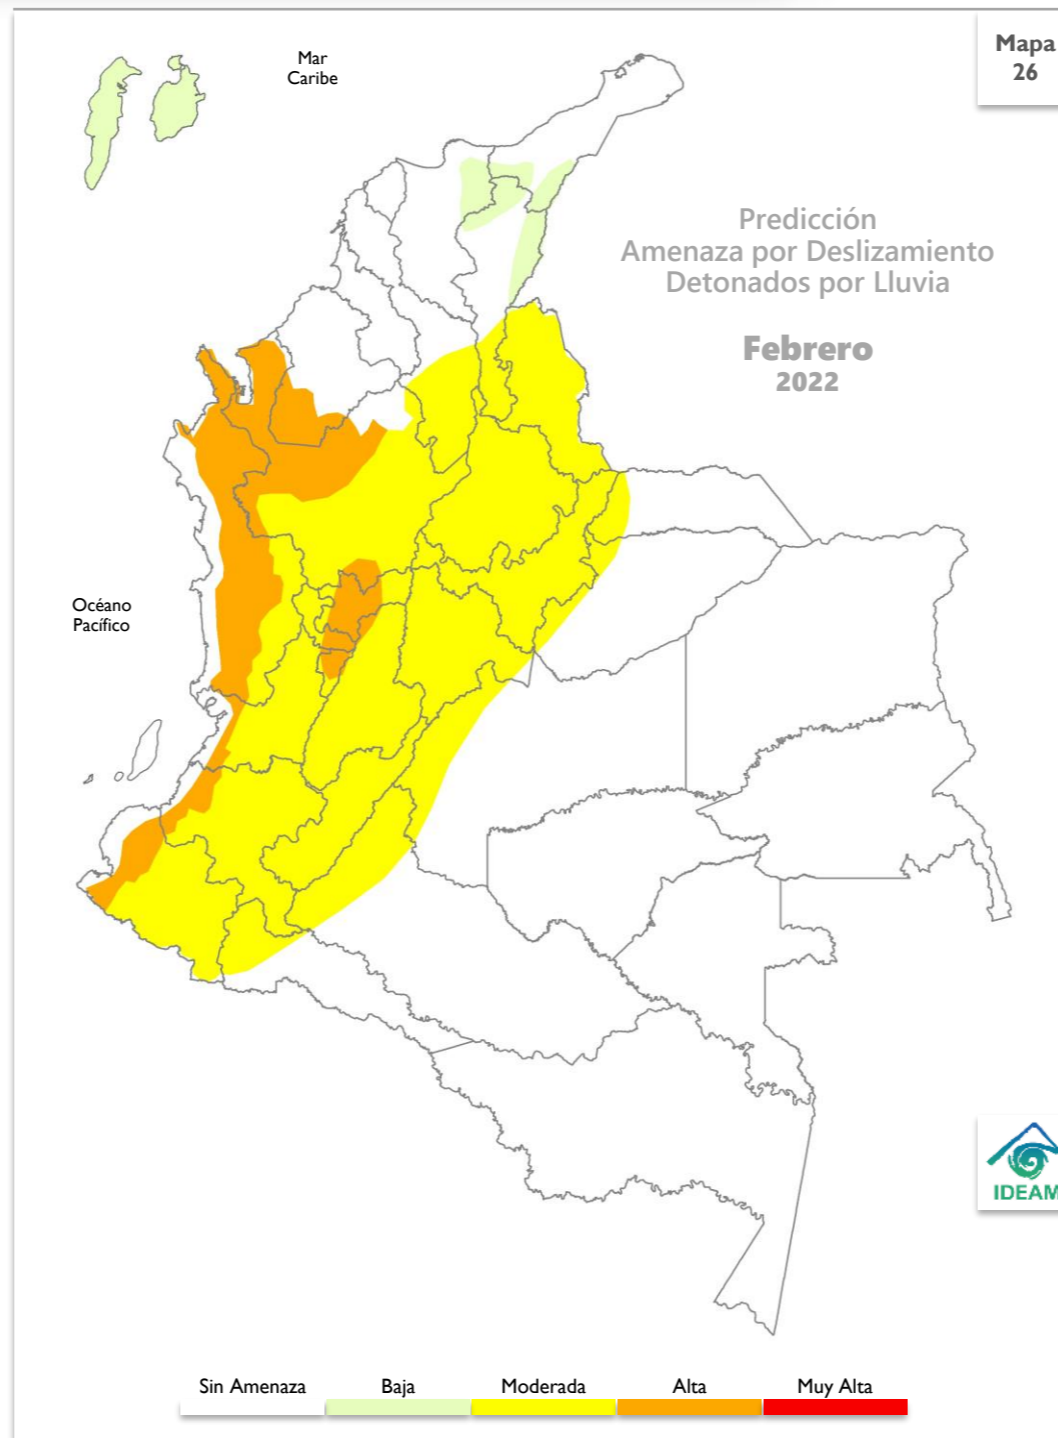 Mapa
26
Mar
Caribe
Predicción
Amenaza por Deslizamiento
Detonados por Lluvia
Febrero
2022
Océano
Pacífico
IDEAM
Sin Amenaza
Baja
Moderada
Alta
Muy Alta